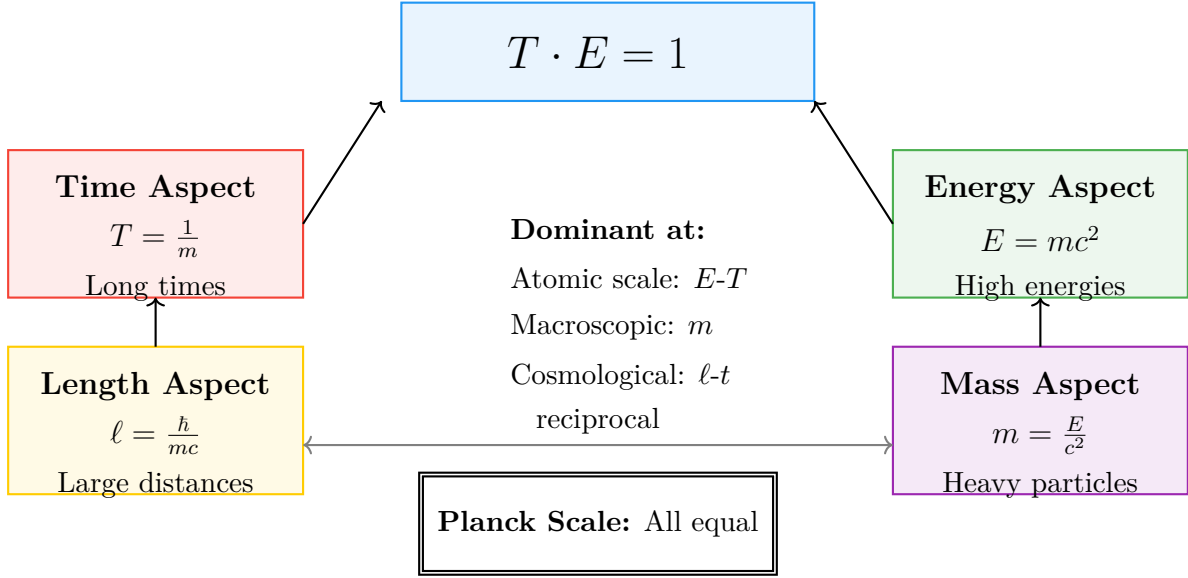 T · E = 1
Time Aspect
T = 1/m
Long times
Energy Aspect
E = mc²
High energies
Dominant at:
Atomic scale: E-T
Macroscopic: m
Cosmological: ℓ-t
reciprocal
Length Aspect
ℓ = ħ/mc
Large distances
Mass Aspect
m = E/c²
Heavy particles
Planck Scale: All equal